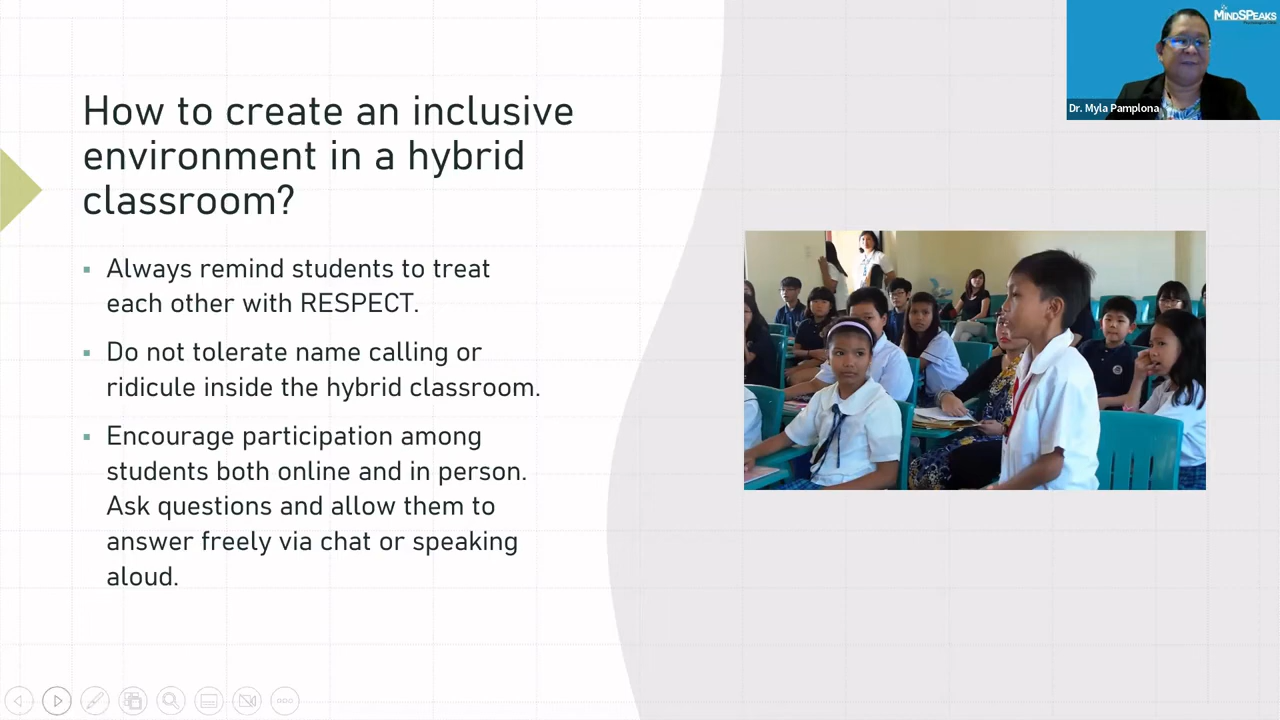 MINDSPEAKS
Dr. Myla Pamplona
How to create an inclusive
environment in a hybrid
classroom?
▪ Always remind students to treat
each other with RESPECT.
▪ Do not tolerate name calling or
ridicule inside the hybrid classroom.
▪ Encourage participation among
students both online and in person.
Ask questions and allow them to
answer freely via chat or speaking
aloud.